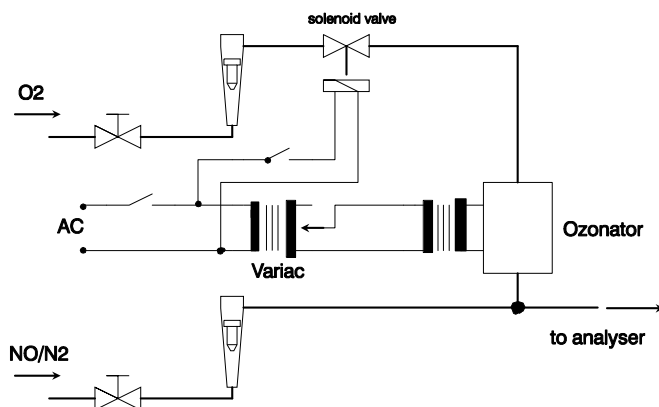 solenoid valve
O2
AC
Variac
Ozonator
to analyser
NO/N2